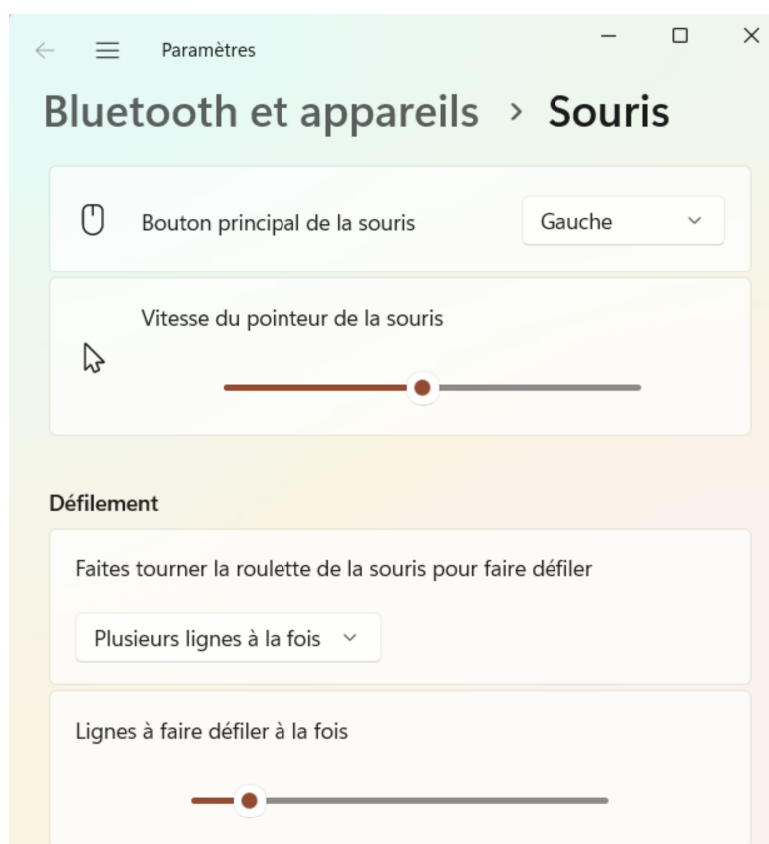 Paramètres
Bluetooth et appareils > Souris
Bouton principal de la souris
Gauche
Vitesse du pointeur de la souris
Défilement
Faites tourner la roulette de la souris pour faire défiler
Plusieurs lignes à la fois
Lignes à faire défiler à la fois